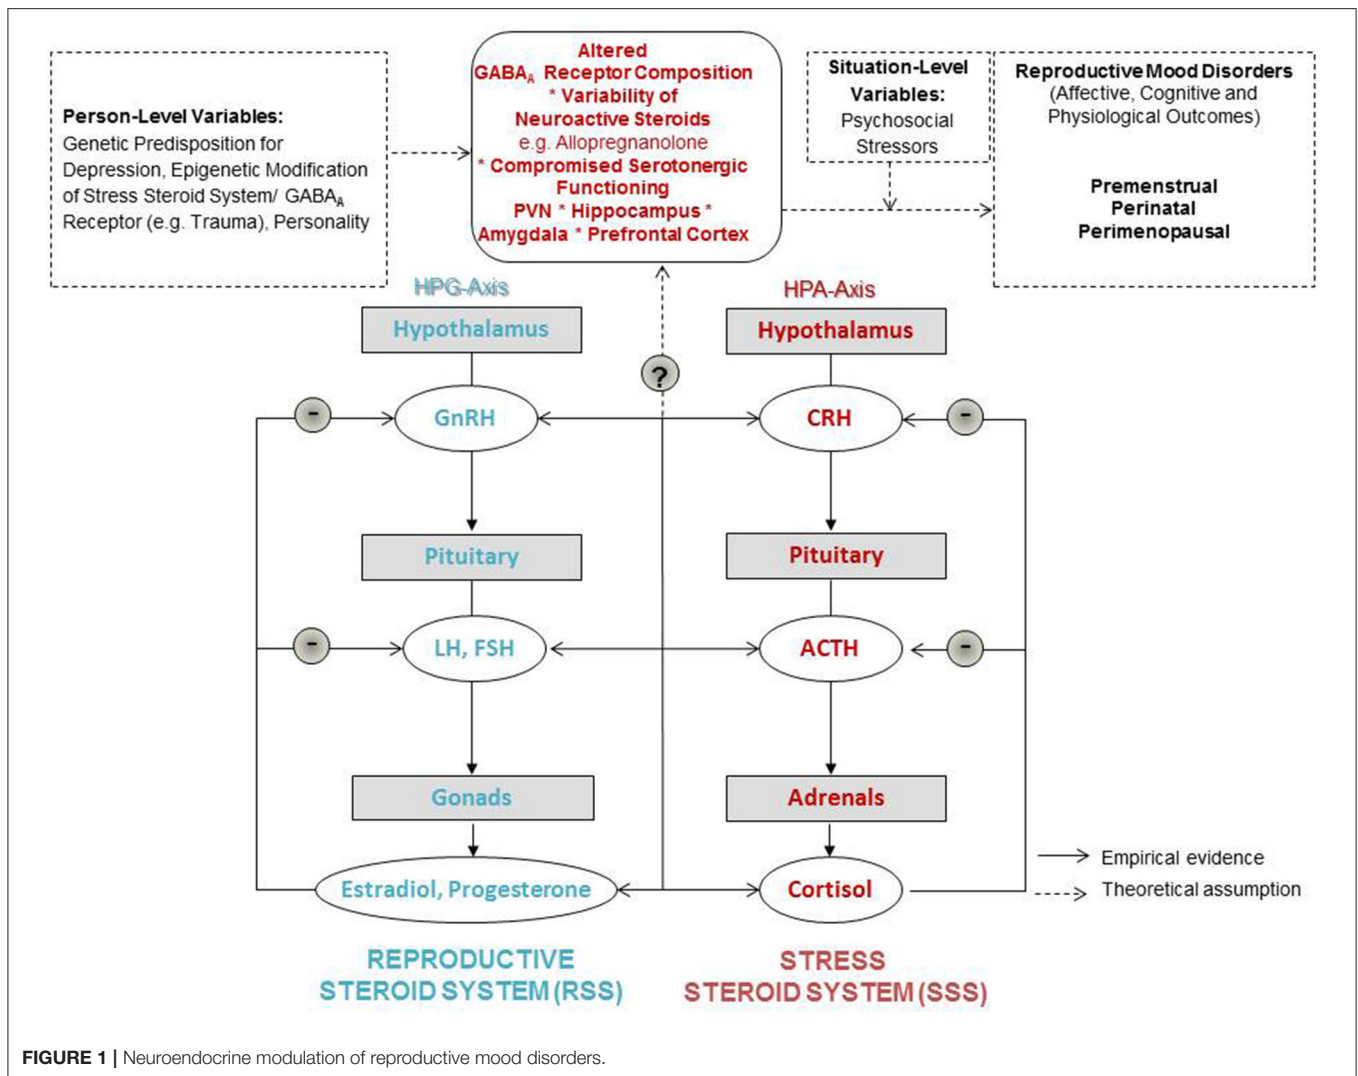 Person-Level Variables:
Genetic Predisposition for
Depression, Epigenetic Modification
of Stress Steroid System/ GABAA
Receptor (e.g. Trauma), Personality
Altered
GABAA Receptor Composition
* Variability of
Neuroactive Steroids
e.g. Allopregnanolone
* Compromised Serotonergic
Functioning
PVN * Hippocampus *
Amygdala * Prefrontal Cortex
Situation-Level
Variables:
Psychosocial
Stressors
Reproductive Mood Disorders
(Affective, Cognitive and
Physiological Outcomes)
Premenstrual
Perinatal
Perimenopausal
HPG-Axis
HPA-Axis
Hypothalamus
Hypothalamus
?
-
GnRH
CRH
-
Pituitary
Pituitary
-
LH, FSH
ACTH
-
Gonads
Adrenals
Estradiol, Progesterone
Cortisol
Empirical evidence
Theoretical assumption
REPRODUCTIVE
STEROID SYSTEM (RSS)
STRESS
STEROID SYSTEM (SSS)
FIGURE 1 | Neuroendocrine modulation of reproductive mood disorders.